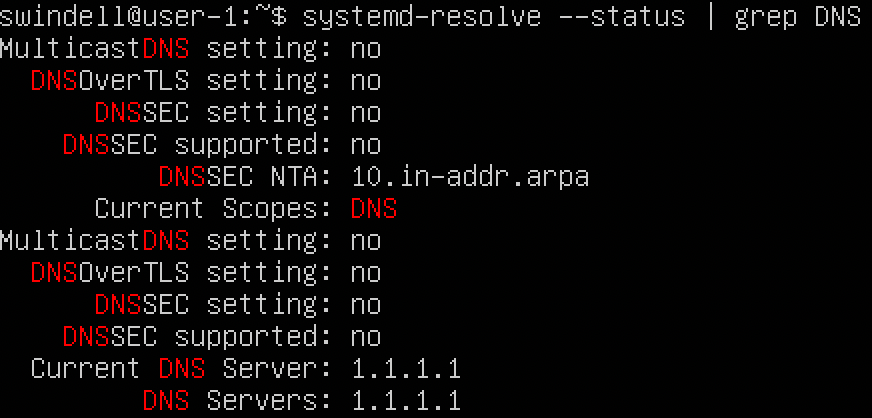 swindell@user-1:~$ systemd-resolve --status | grep DNS
MulticastDNS setting: no
DNSOverTLS setting: no
DNSSEC setting: no
DNSSEC supported: no
DNSSEC NTA: 10.in-addr.arpa
Current Scopes: DNS
MulticastDNS setting: no
DNSOverTLS setting: no
DNSSEC setting: no
DNSSEC supported: no
Current DNS Server: 1.1.1.1
DNS Servers: 1.1.1.1